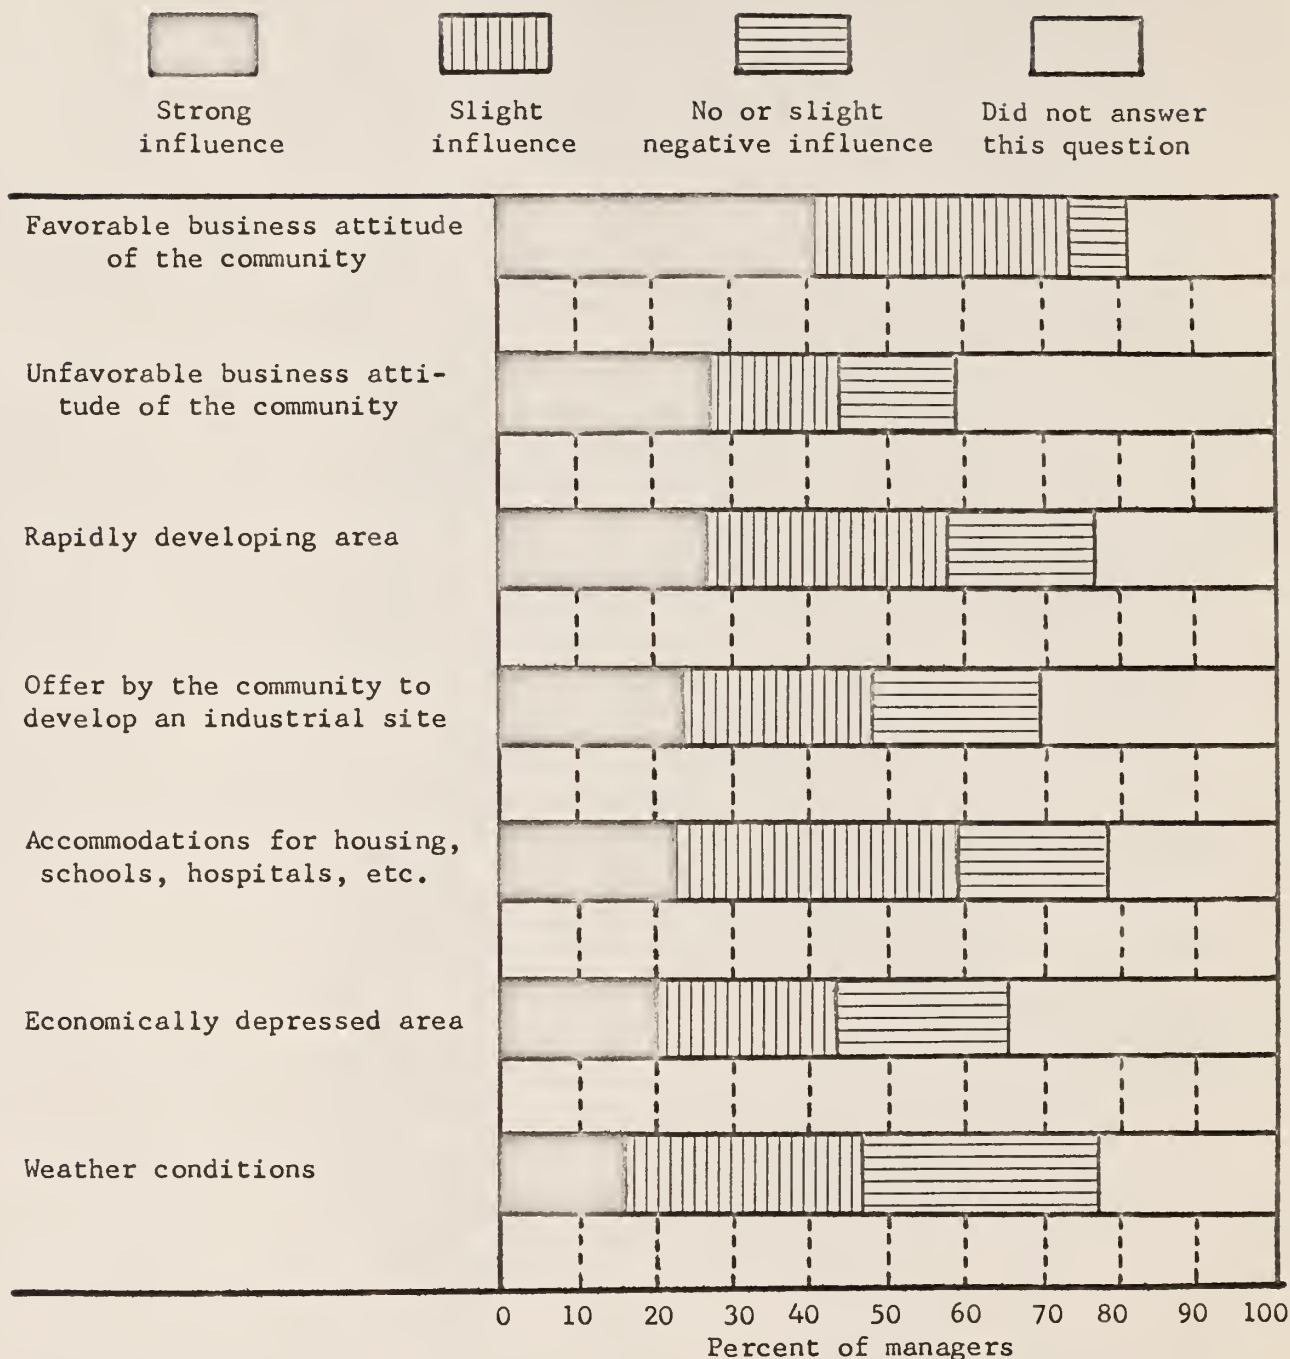 Strong
influence
Slight
influence
No or slight
negative influence
Did not answer
this question
Favorable business attitude
of the community
Unfavorable business atti-
tude of the community
Rapidly developing area
Offer by the community to
develop an industrial site
Accommodations for housing,
schools, hospitals, etc.
Economically depressed area
Weather conditions
0 10 20 30 40 50 60 70 80 90 100
Percent of managers